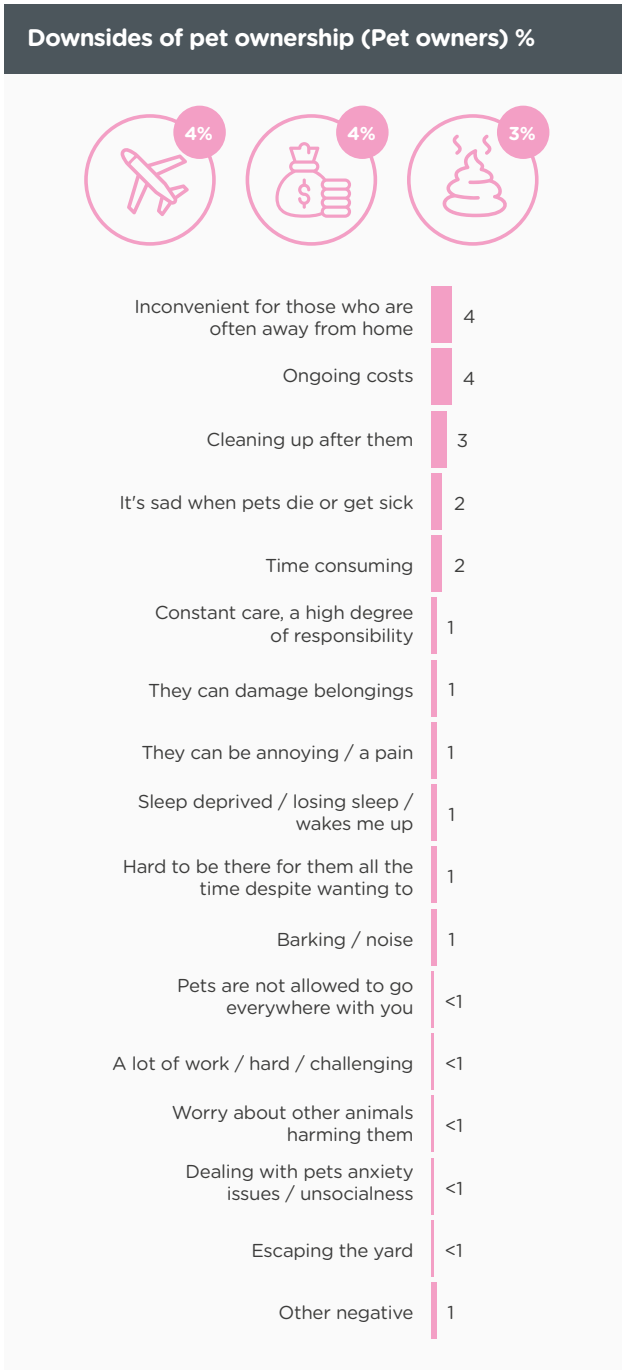 Downsides of pet ownership (Pet owners) %
4%
4%
3%
$
Inconvenient for those who are
often away from home
4
Ongoing costs
4
Cleaning up after them
3
It's sad when pets die or get sick
2
Time consuming
2
Constant care, a high degree
of responsibility
1
They can damage belongings
1
They can be annoying / a pain
1
Sleep deprived / losing sleep /
wakes me up
1
Hard to be there for them all the
time despite wanting to
1
Barking / noise
1
Pets are not allowed to go
everywhere with you
<1
A lot of work / hard / challenging
<1
Worry about other animals
harming them
<1
Dealing with pets anxiety
issues / unsocialness
<1
Escaping the yard
<1
Other negative
1